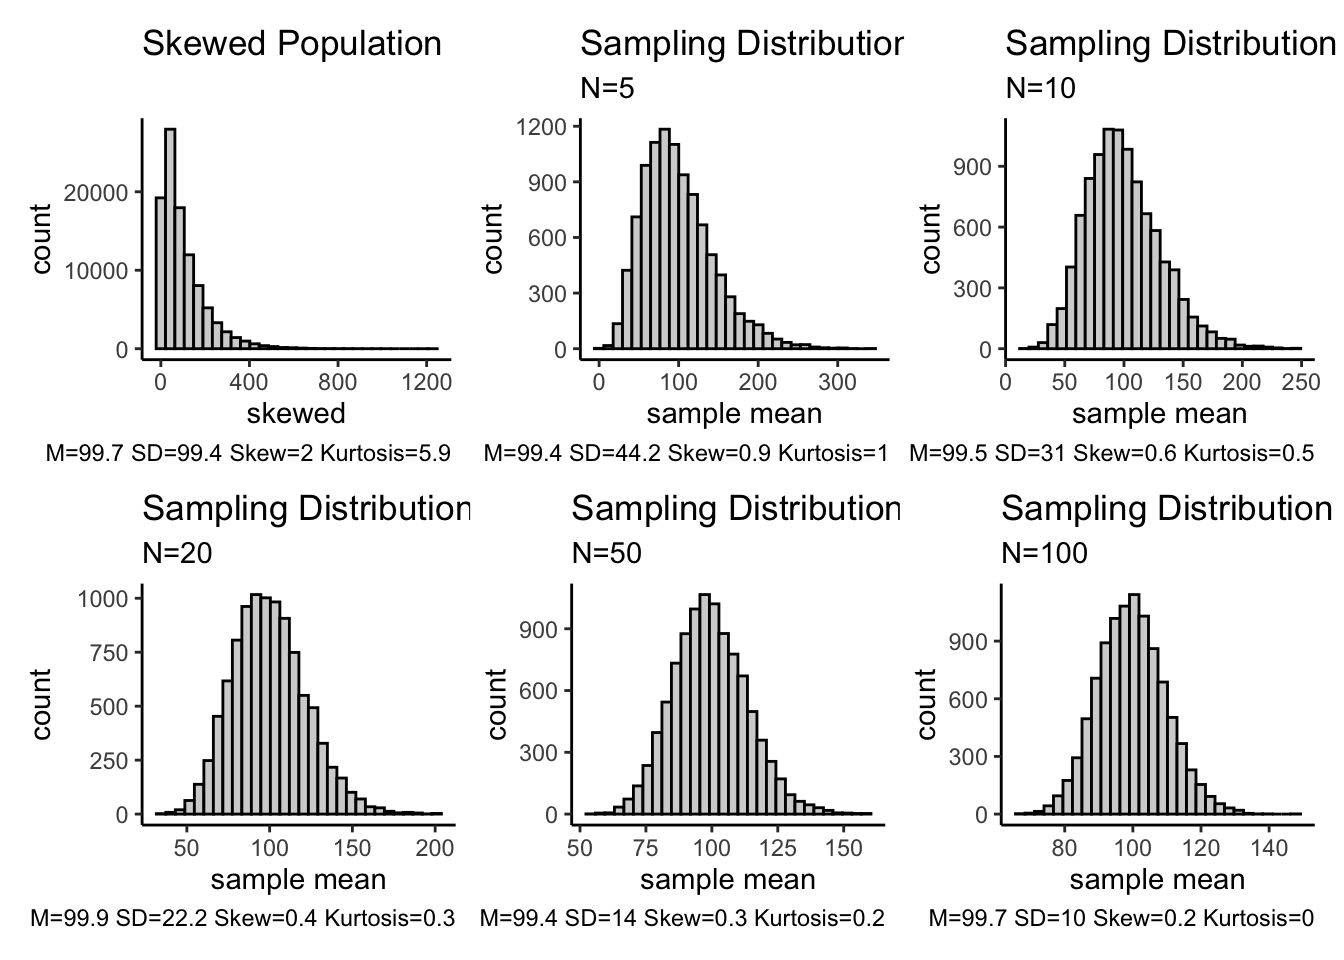 Skewed Population
count
20000
10000
0
0 400 800 1200
skewed
M=99.7 SD=99.4 Skew=2 Kurtosis=5.9
Sampling Distribution
N=5
count
1200
900
600
300
0
0 100 200 300
sample mean
M=99.4 SD=44.2 Skew=0.9 Kurtosis=1
Sampling Distribution
N=10
count
900
600
300
0
0 50 100 150 200 250
sample mean
M=99.5 SD=31 Skew=0.6 Kurtosis=0.5
Sampling Distribution
N=20
count
1000
750
500
250
0
50 100 150 200
sample mean
M=99.9 SD=22.2 Skew=0.4 Kurtosis=0.3
Sampling Distribution
N=50
count
900
600
300
0
50 75 100 125 150
sample mean
M=99.4 SD=14 Skew=0.3 Kurtosis=0.2
Sampling Distribution
N=100
count
900
600
300
0
80 100 120 140
sample mean
M=99.7 SD=10 Skew=0.2 Kurtosis=0